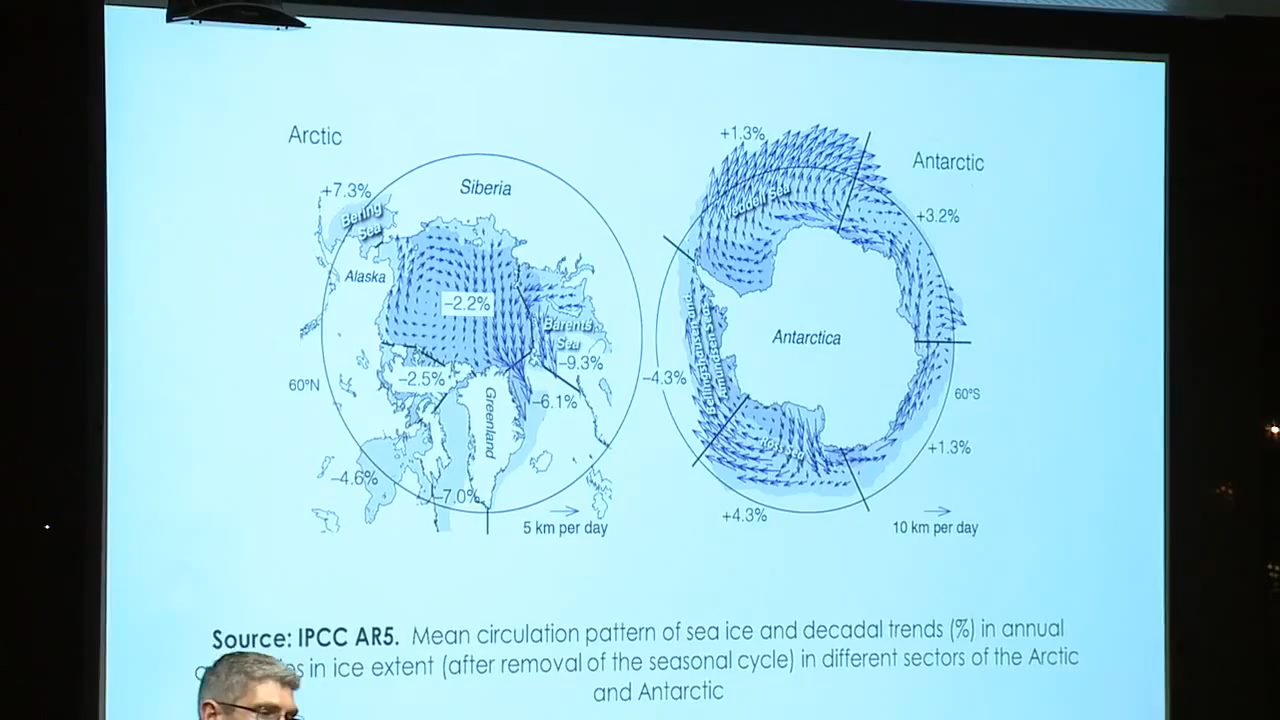 Arctic
+7.3%
Bering
Sea
Siberia
Alaska
–2.2%
Barents
Sea
–9.3%
–2.5%
–6.1%
60°N
Greenland
–4.6%
–7.0%
5 km per day
Antarctic
+1.3%
Weddell Sea
+3.2%
Antarctica
Bellingshausen and
Amundsen Seas
–4.3%
60°S
+1.3%
+4.3%
10 km per day
Source: IPCC AR5. Mean circulation pattern of sea ice and decadal trends (%) in annual
in ice extent (after removal of the seasonal cycle) in different sectors of the Arctic
and Antarctic